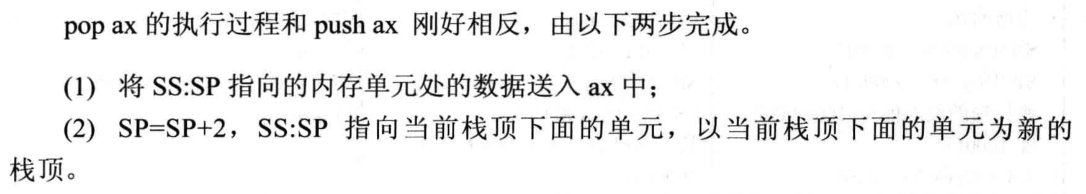 pop ax 的执行过程和 push ax 刚好相反，由以下两步完成。
(1) 将 SS:SP 指向的内存单元处的数据送入 ax 中；
(2) SP=SP+2，SS:SP 指向当前栈顶下面的单元，以当前栈顶下面的单元为新的
栈顶。